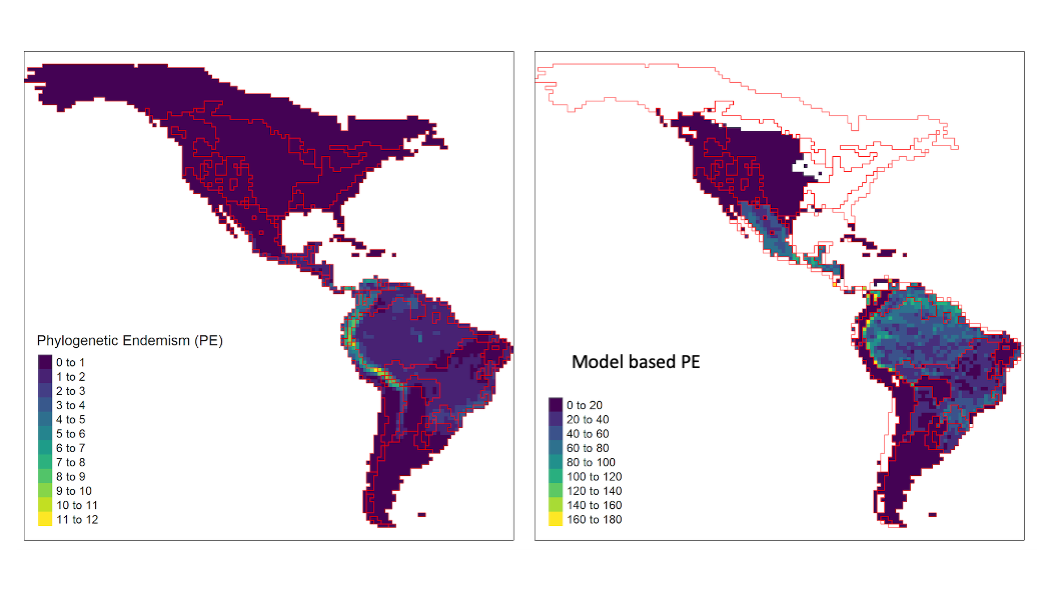 Phylogenetic Endemism (PE)
0 to 1
1 to 2
2 to 3
3 to 4
4 to 5
5 to 6
6 to 7
7 to 8
8 to 9
9 to 10
10 to 11
11 to 12
Model based PE
0 to 20
20 to 40
40 to 60
60 to 80
80 to 100
100 to 120
120 to 140
140 to 160
160 to 180